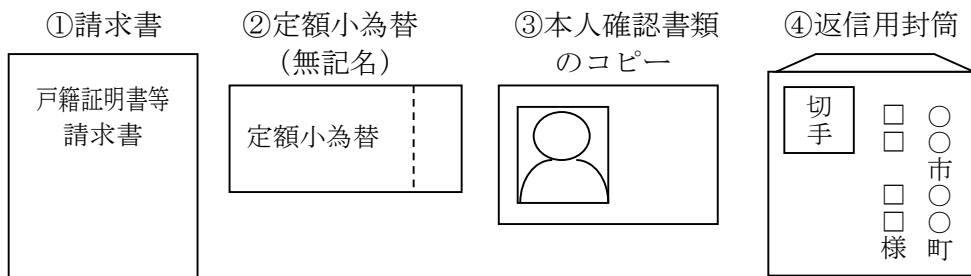 ①請求書
戸籍証明書等
請求書
②定額小為替
（無記名）
定額小為替
③本人確認書類
のコピー
④返信用封筒
切手
○○市○○町
□□　□□様